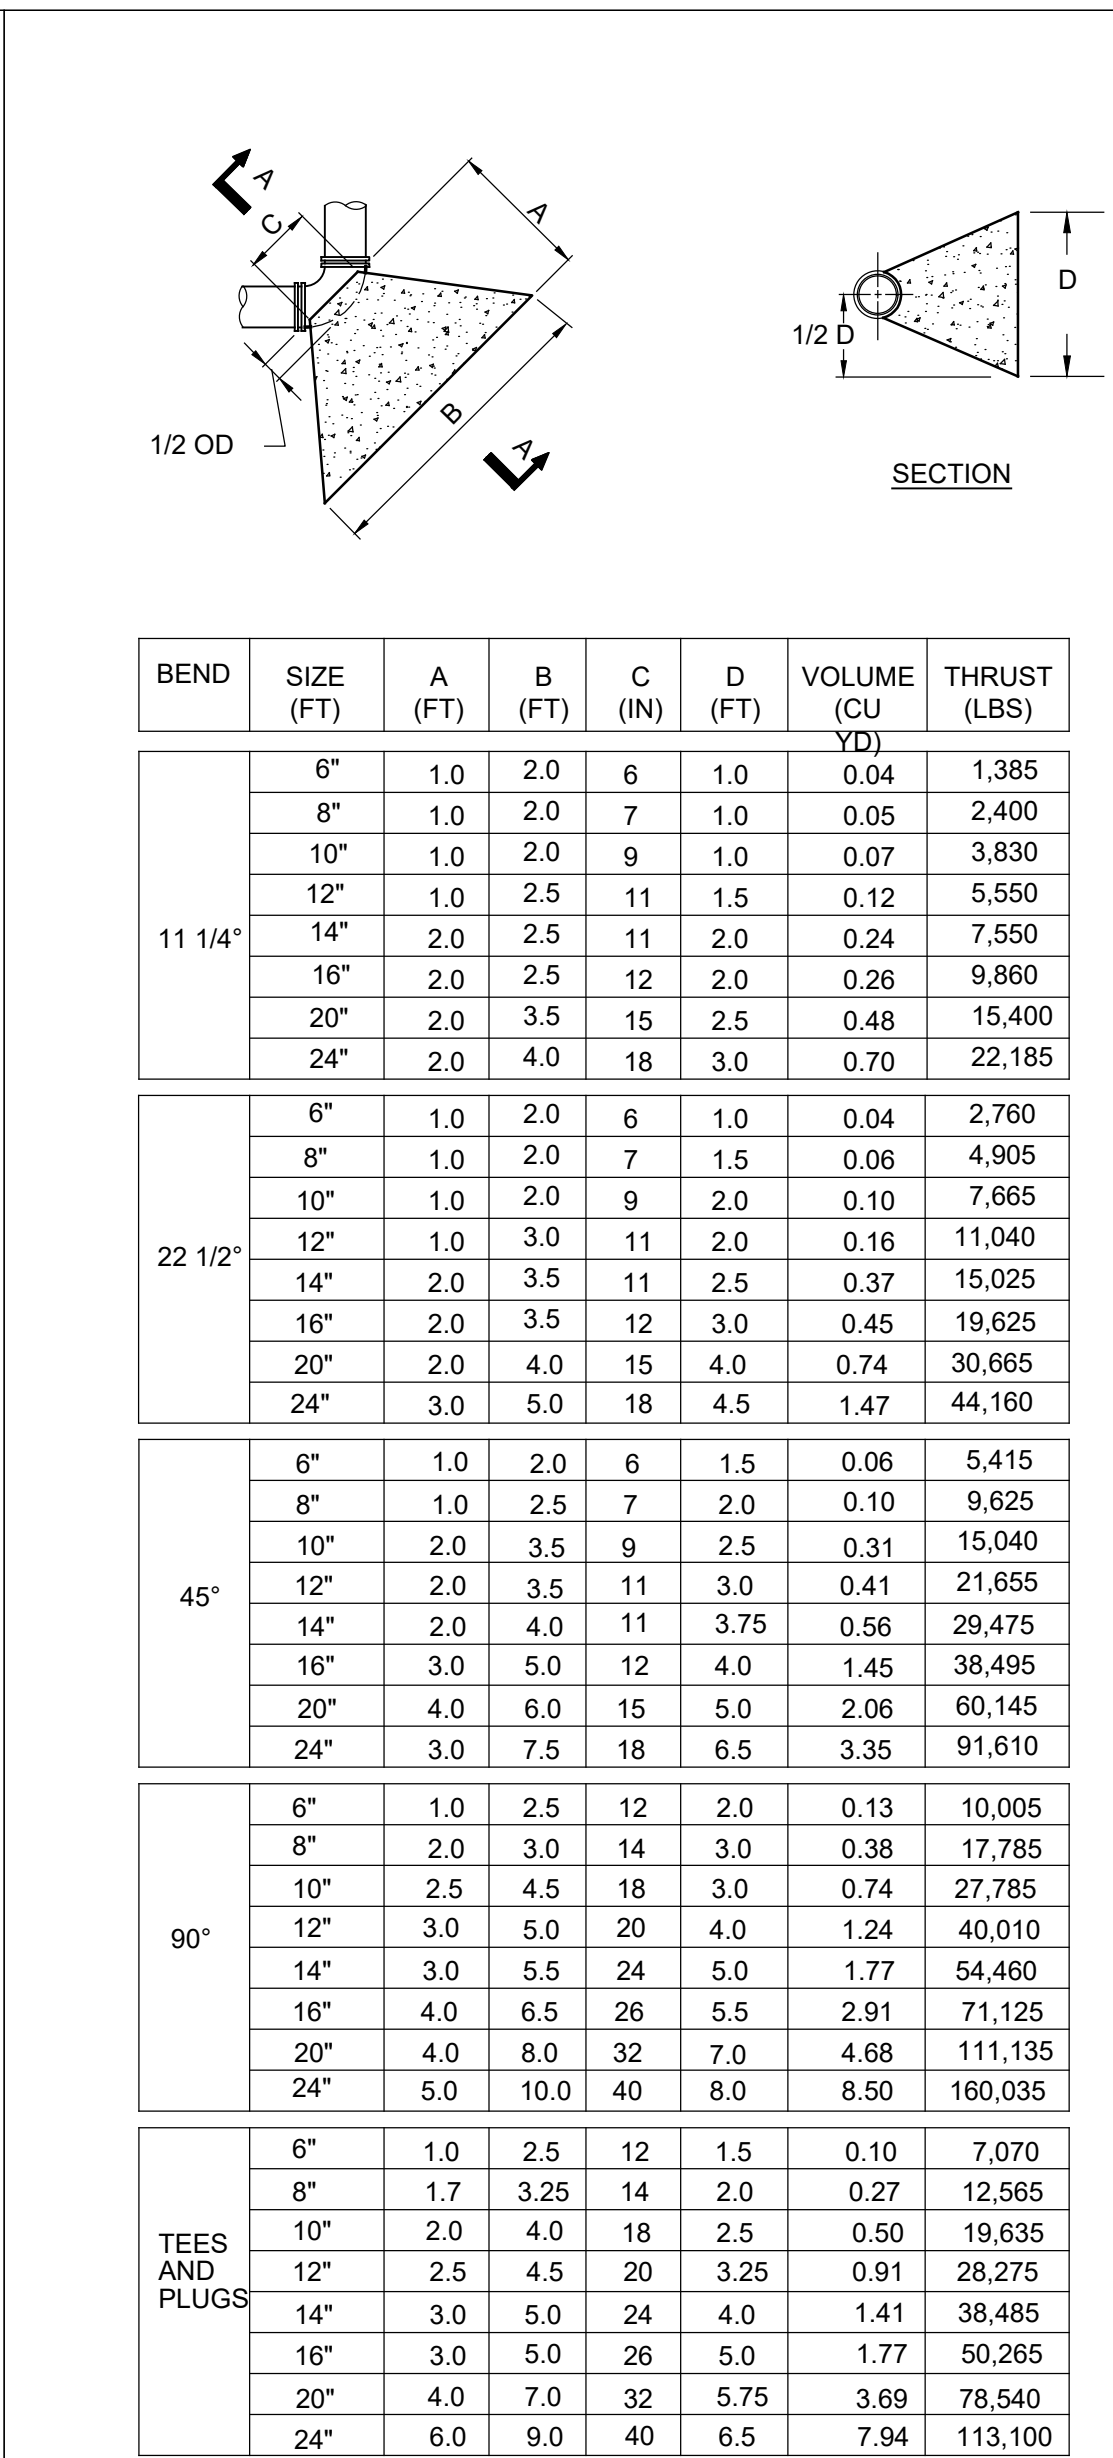 A
C
A
D
1/2 D
B
1/2 OD
A
SECTION
BEND SIZE (FT) A (FT) B (FT) C (IN) D (FT) VOLUME (CU YD) THRUST (LBS)
11 1/4°
6" 1.0 2.0 6 1.0 0.04 1,385
8" 1.0 2.0 7 1.0 0.05 2,400
10" 1.0 2.0 9 1.0 0.07 3,830
12" 1.0 2.5 11 1.5 0.12 5,550
14" 2.0 2.5 11 2.0 0.24 7,550
16" 2.0 2.5 12 2.0 0.26 9,860
20" 2.0 3.5 15 2.5 0.48 15,400
24" 2.0 4.0 18 3.0 0.70 22,185
22 1/2°
6" 1.0 2.0 6 1.0 0.04 2,760
8" 1.0 2.0 7 1.5 0.06 4,905
10" 1.0 2.0 9 2.0 0.10 7,665
12" 1.0 3.0 11 2.0 0.16 11,040
14" 2.0 3.5 11 2.5 0.37 15,025
16" 2.0 3.5 12 3.0 0.45 19,625
20" 2.0 4.0 15 4.0 0.74 30,665
24" 3.0 5.0 18 4.5 1.47 44,160
45°
6" 1.0 2.0 6 1.5 0.06 5,415
8" 1.0 2.5 7 2.0 0.10 9,625
10" 2.0 3.5 9 2.5 0.31 15,040
12" 2.0 3.5 11 3.0 0.41 21,655
14" 2.0 4.0 11 3.75 0.56 29,475
16" 3.0 5.0 12 4.0 1.45 38,495
20" 4.0 6.0 15 5.0 2.06 60,145
24" 3.0 7.5 18 6.5 3.35 91,610
90°
6" 1.0 2.5 12 2.0 0.13 10,005
8" 2.0 3.0 14 3.0 0.38 17,785
10" 2.5 4.5 18 3.0 0.74 27,785
12" 3.0 5.0 20 4.0 1.24 40,010
14" 3.0 5.5 24 5.0 1.77 54,460
16" 4.0 6.5 26 5.5 2.91 71,125
20" 4.0 8.0 32 7.0 4.68 111,135
24" 5.0 10.0 40 8.0 8.50 160,035
TEES
AND
PLUGS
6" 1.0 2.5 12 1.5 0.10 7,070
8" 1.7 3.25 14 2.0 0.27 12,565
10" 2.0 4.0 18 2.5 0.50 19,635
12" 2.5 4.5 20 3.25 0.91 28,275
14" 3.0 5.0 24 4.0 1.41 38,485
16" 3.0 5.0 26 5.0 1.77 50,265
20" 4.0 7.0 32 5.75 3.69 78,540
24" 6.0 9.0 40 6.5 7.94 113,100